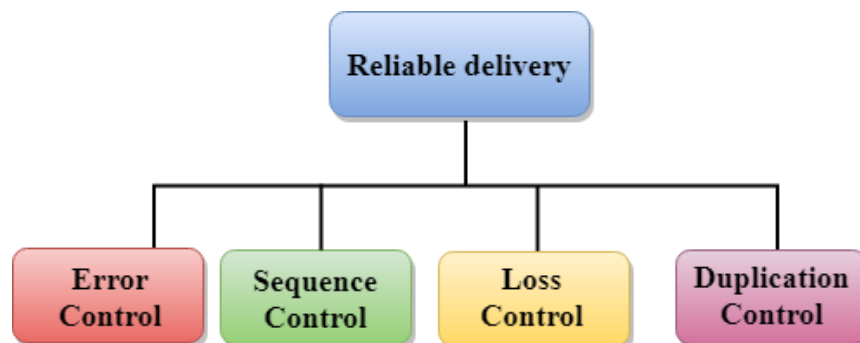 Reliable delivery
Error
Control
Sequence
Control
Loss
Control
Duplication
Control